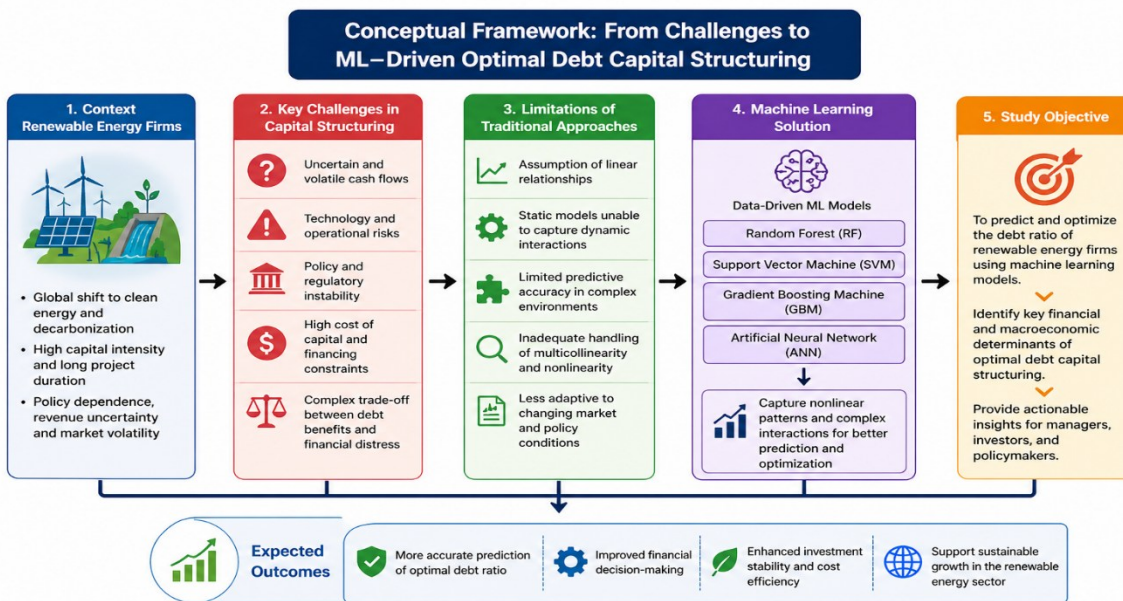 Conceptual Framework: From Challenges to
ML–Driven Optimal Debt Capital Structuring
1. Context
Renewable Energy Firms
• Global shift to clean
energy and
decarbonization
• High capital intensity
and long project
duration
• Policy dependence,
revenue uncertainty
and market volatility
2. Key Challenges in
Capital Structuring
?
Uncertain and
volatile cash flows
!
Technology and
operational risks
Policy and
regulatory
instability
$
High cost of
capital and
financing
constraints
Complex trade-off
between debt
benefits and
financial distress
3. Limitations of
Traditional Approaches
Assumption of linear
relationships
Static models unable
to capture dynamic
interactions
Limited predictive
accuracy in complex
environments
Inadequate handling
of multicollinearity
and nonlinearity
Less adaptive to
changing market
and policy
conditions
4. Machine Learning
Solution
Data-Driven ML Models
Random Forest (RF)
Support Vector Machine (SVM)
Gradient Boosting Machine
(GBM)
Artificial Neural Network
(ANN)
Capture nonlinear
patterns and complex
interactions for better
prediction and
optimization
5. Study Objective
To predict and optimize
the debt ratio of
renewable energy firms
using machine learning
models.
Identify key financial
and macroeconomic
determinants of
optimal debt capital
structuring.
Provide actionable
insights for managers,
investors, and
policymakers.
Expected
Outcomes
More accurate prediction
of optimal debt ratio
Improved financial
decision-making
Enhanced investment
stability and cost
efficiency
Support sustainable
growth in the renewable
energy sector